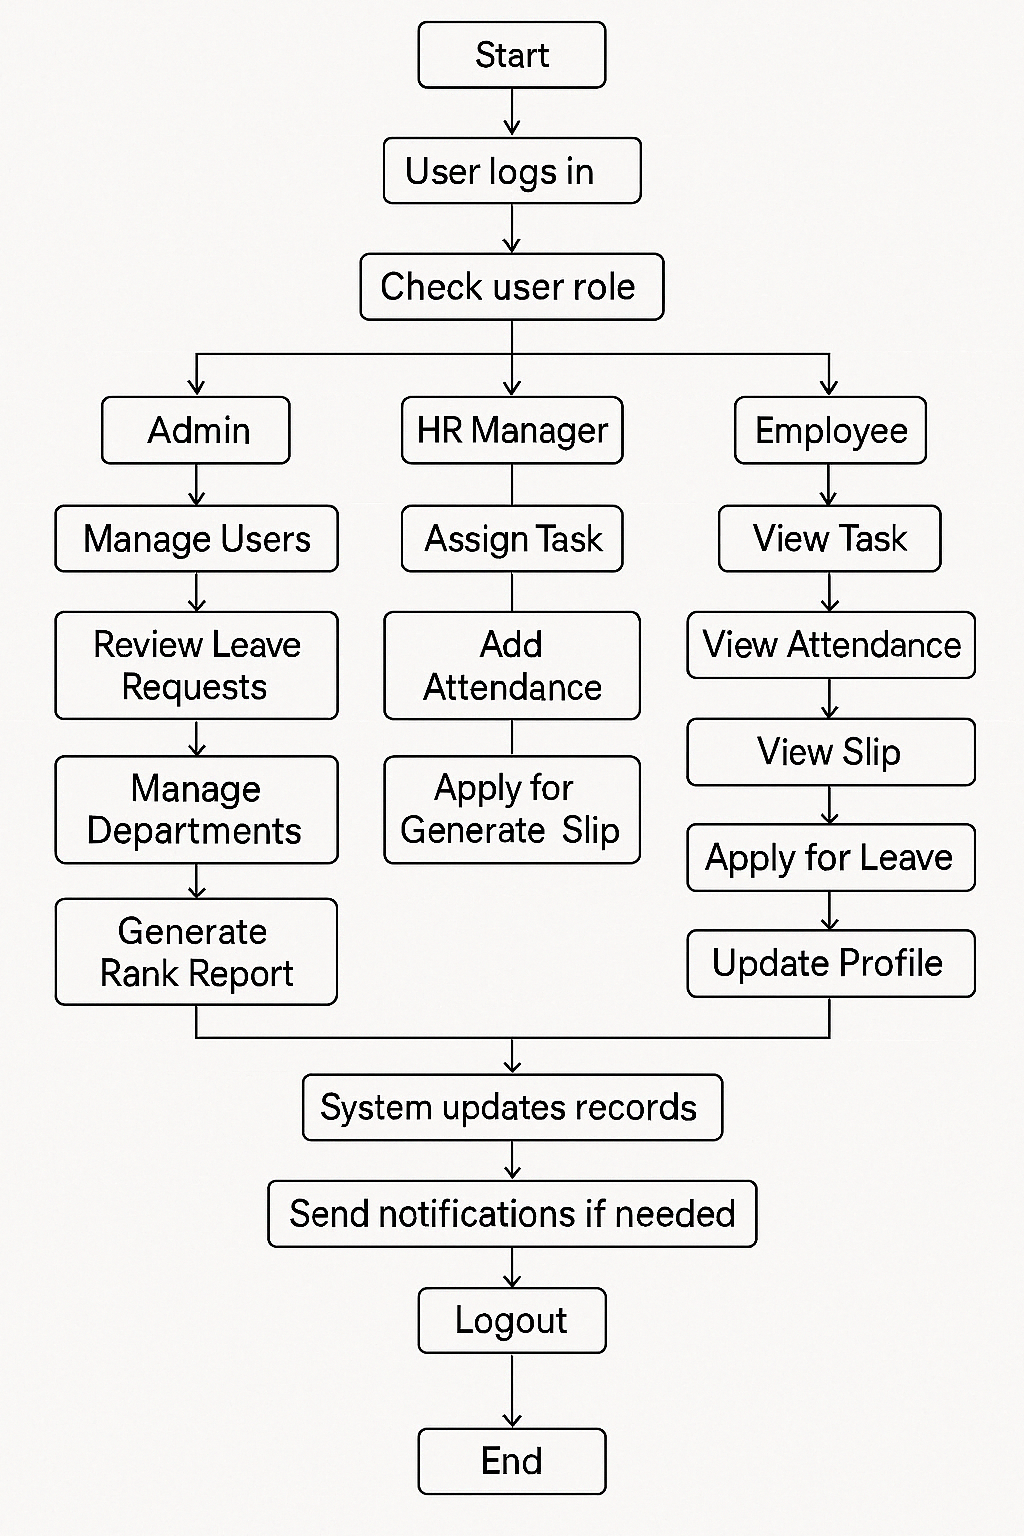 Start
User logs in
Check user role
Admin
HR Manager
Employee
Manage Users
Assign Task
View Task
Review Leave
Requests
Add
Attendance
View Attendance
Manage
Departments
Apply for
Generate Slip
View Slip
Apply for Leave
Generate
Rank Report
Update Profile
System updates records
Send notifications if needed
Logout
End